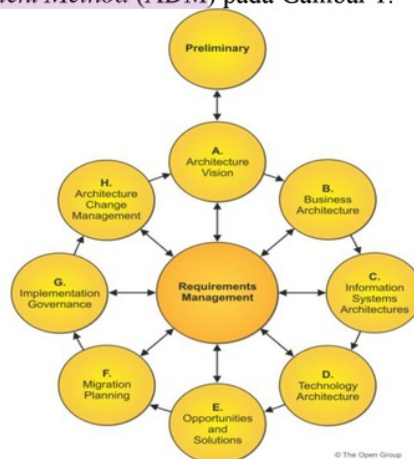 Method (ADM) pada Gambar 1.
Preliminary
A.
Architecture
Vision
H.
Architecture
Change
Management
B.
Business
Architecture
G.
Implementation
Governance
Requirements
Management
C.
Information
Systems
Architectures
F.
Migration
Planning
D.
Technology
Architecture
E.
Opportunities
and
Solutions
© The Open Group